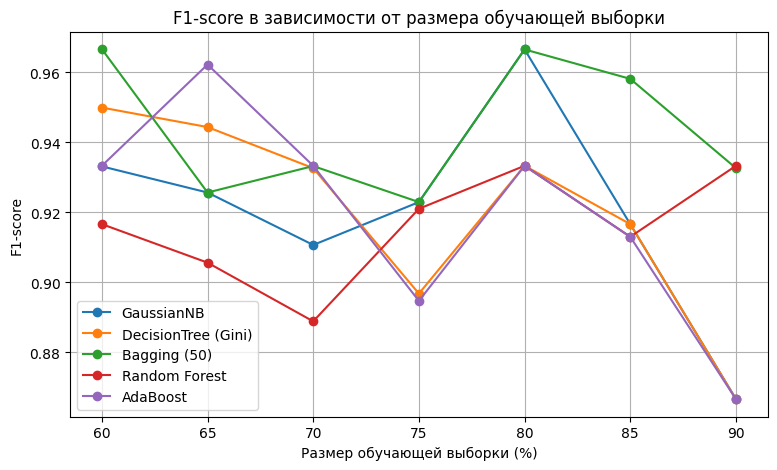 F1-score в зависимости от размера обучающей выборки
F1-score
0.96
0.94
0.92
0.90
0.88
GaussianNB
DecisionTree (Gini)
Bagging (50)
Random Forest
AdaBoost
60 65 70 75 80 85 90
Размер обучающей выборки (%)